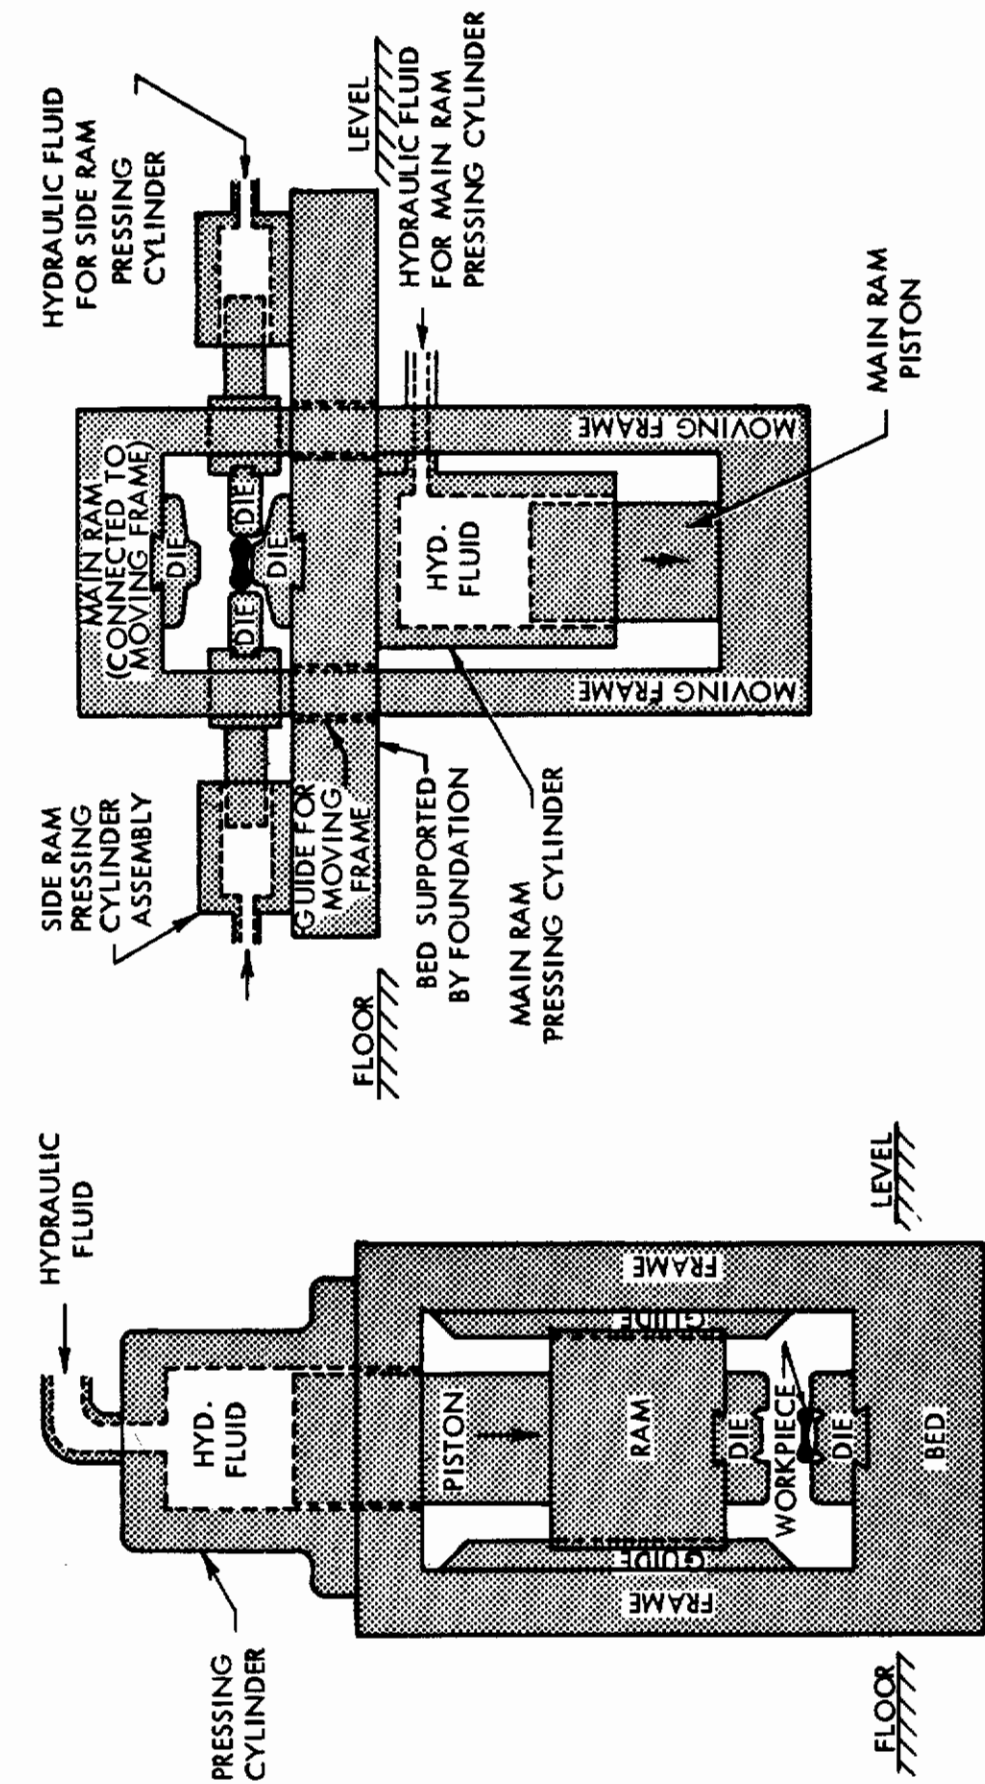 HYDRAULIC
FLUID
PRESSING
CYLINDER
HYD.
FLUID
PISTON
FRAME
FRAME
GUIDE
GUIDE
RAM
DIE
WORKPIECE
DIE
BED
FLOOR
LEVEL
SIDE RAM
PRESSING
CYLINDER
ASSEMBLY
MAIN RAM
(CONNECTED TO
MOVING FRAME)
HYDRAULIC FLUID
FOR SIDE RAM
PRESSING
CYLINDER
DIE
DIE
DIE
DIE
GUIDE FOR
MOVING
FRAME
FLOOR
LEVEL
BED SUPPORTED
BY FOUNDATION
HYDRAULIC FLUID
FOR MAIN RAM
PRESSING CYLINDER
HYD.
FLUID
MAIN RAM
PRESSING CYLINDER
MOVING FRAME
MOVING FRAME
MAIN RAM
PISTON